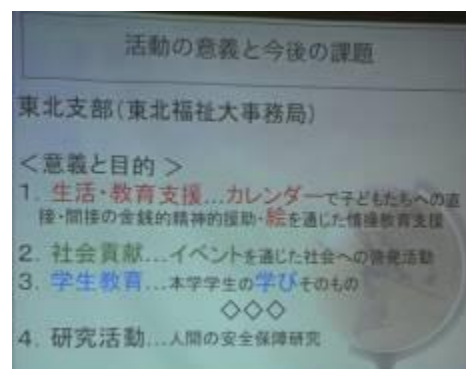 活動の意義と今後の課題
東北支部(東北福祉大事務局)
<意義と目的 >
1. 生活・教育支援…カレンダーで子どもたちへの直
接・間接の金銭的精神的援助・絵を通じた情操教育支援
2. 社会貢献…イベントを通じた社会への啓発活動
3. 学生教育…本学学生の学びそのもの
◇◇◇
4. 研究活動…人間の安全保障研究